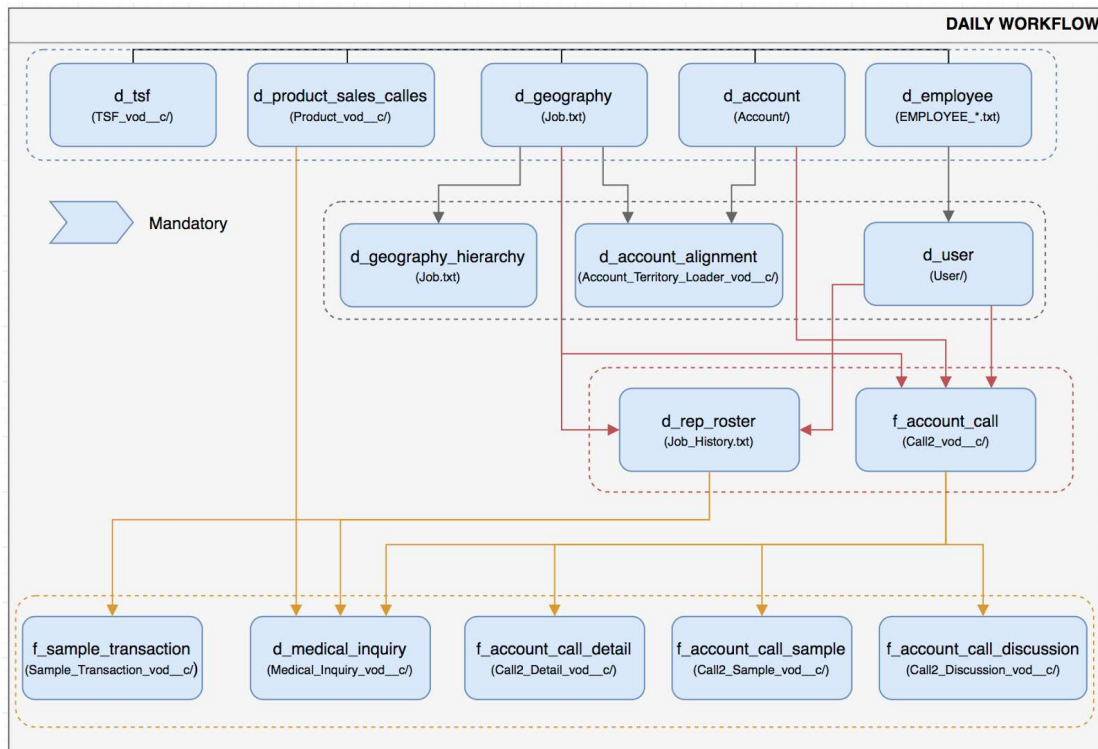 DAILY WORKFLOW
d_tsf
(TSF_vod__c/)
d_product_sales_calles
(Product_vod__c/)
d_geography
(Job.txt)
d_account
(Account/)
d_employee
(EMPLOYEE_*.txt)
Mandatory
d_geography_hierarchy
(Job.txt)
d_account_alignment
(Account_Territory_Loader_vod__c/)
d_user
(User/)
d_rep_roster
(Job_History.txt)
f_account_call
(Call2_vod__c/)
f_sample_transaction
(Sample_Transaction_vod__c/)
d_medical_inquiry
(Medical_Inquiry_vod__c/)
f_account_call_detail
(Call2_Detail_vod__c/)
f_account_call_sample
(Call2_Sample_vod__c/)
f_account_call_discussion
(Call2_Discussion_vod__c/)